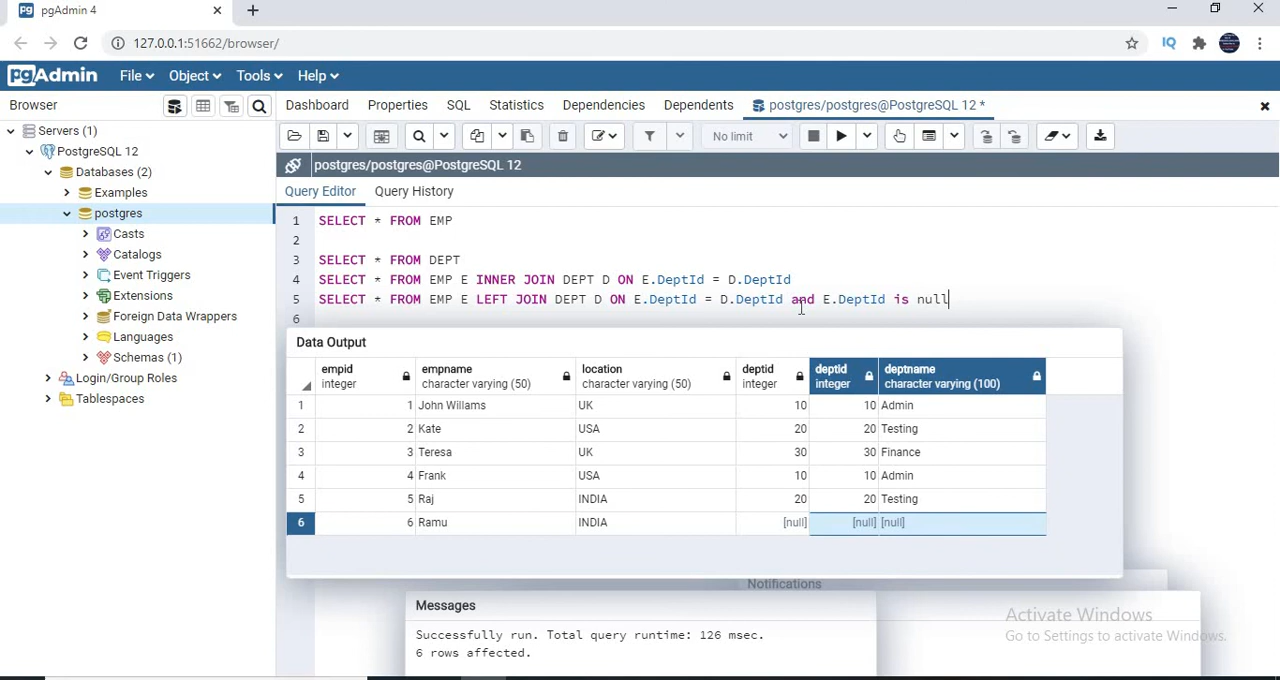 pgAdmin 4
127.0.0.1:51662/browser/
IQ
pgAdmin File Object Tools Help
Browser Dashboard Properties SQL Statistics Dependencies Dependents postgres/postgres@PostgreSQL 12 *
Servers (1)
No limit
PostgreSQL 12
postgres/postgres@PostgreSQL 12
Databases (2)
Examples
Query Editor Query History
postgres
Casts
Catalogs
Event Triggers
Extensions
Foreign Data Wrappers
Languages
Schemas (1)
Login/Group Roles
Tablespaces
1 SELECT * FROM EMP
2
3 SELECT * FROM DEPT
4 SELECT * FROM EMP E INNER JOIN DEPT D ON E.DeptId = D.DeptId
5 SELECT * FROM EMP E LEFT JOIN DEPT D ON E.DeptId = D.DeptId and E.DeptId is null
6
Data Output
empid empname location deptid deptid deptname
integer character varying (50) character varying (50) integer integer character varying (100)
1 1 John Willams UK 10 10 Admin
2 2 Kate USA 20 20 Testing
3 3 Teresa UK 30 30 Finance
4 4 Frank USA 10 10 Admin
5 5 Raj INDIA 20 20 Testing
6 6 Ramu INDIA [null] [null] [null]
Notifications
Messages
Successfully run. Total query runtime: 126 msec.
6 rows affected.
Activate Windows
Go to Settings to activate Windows.